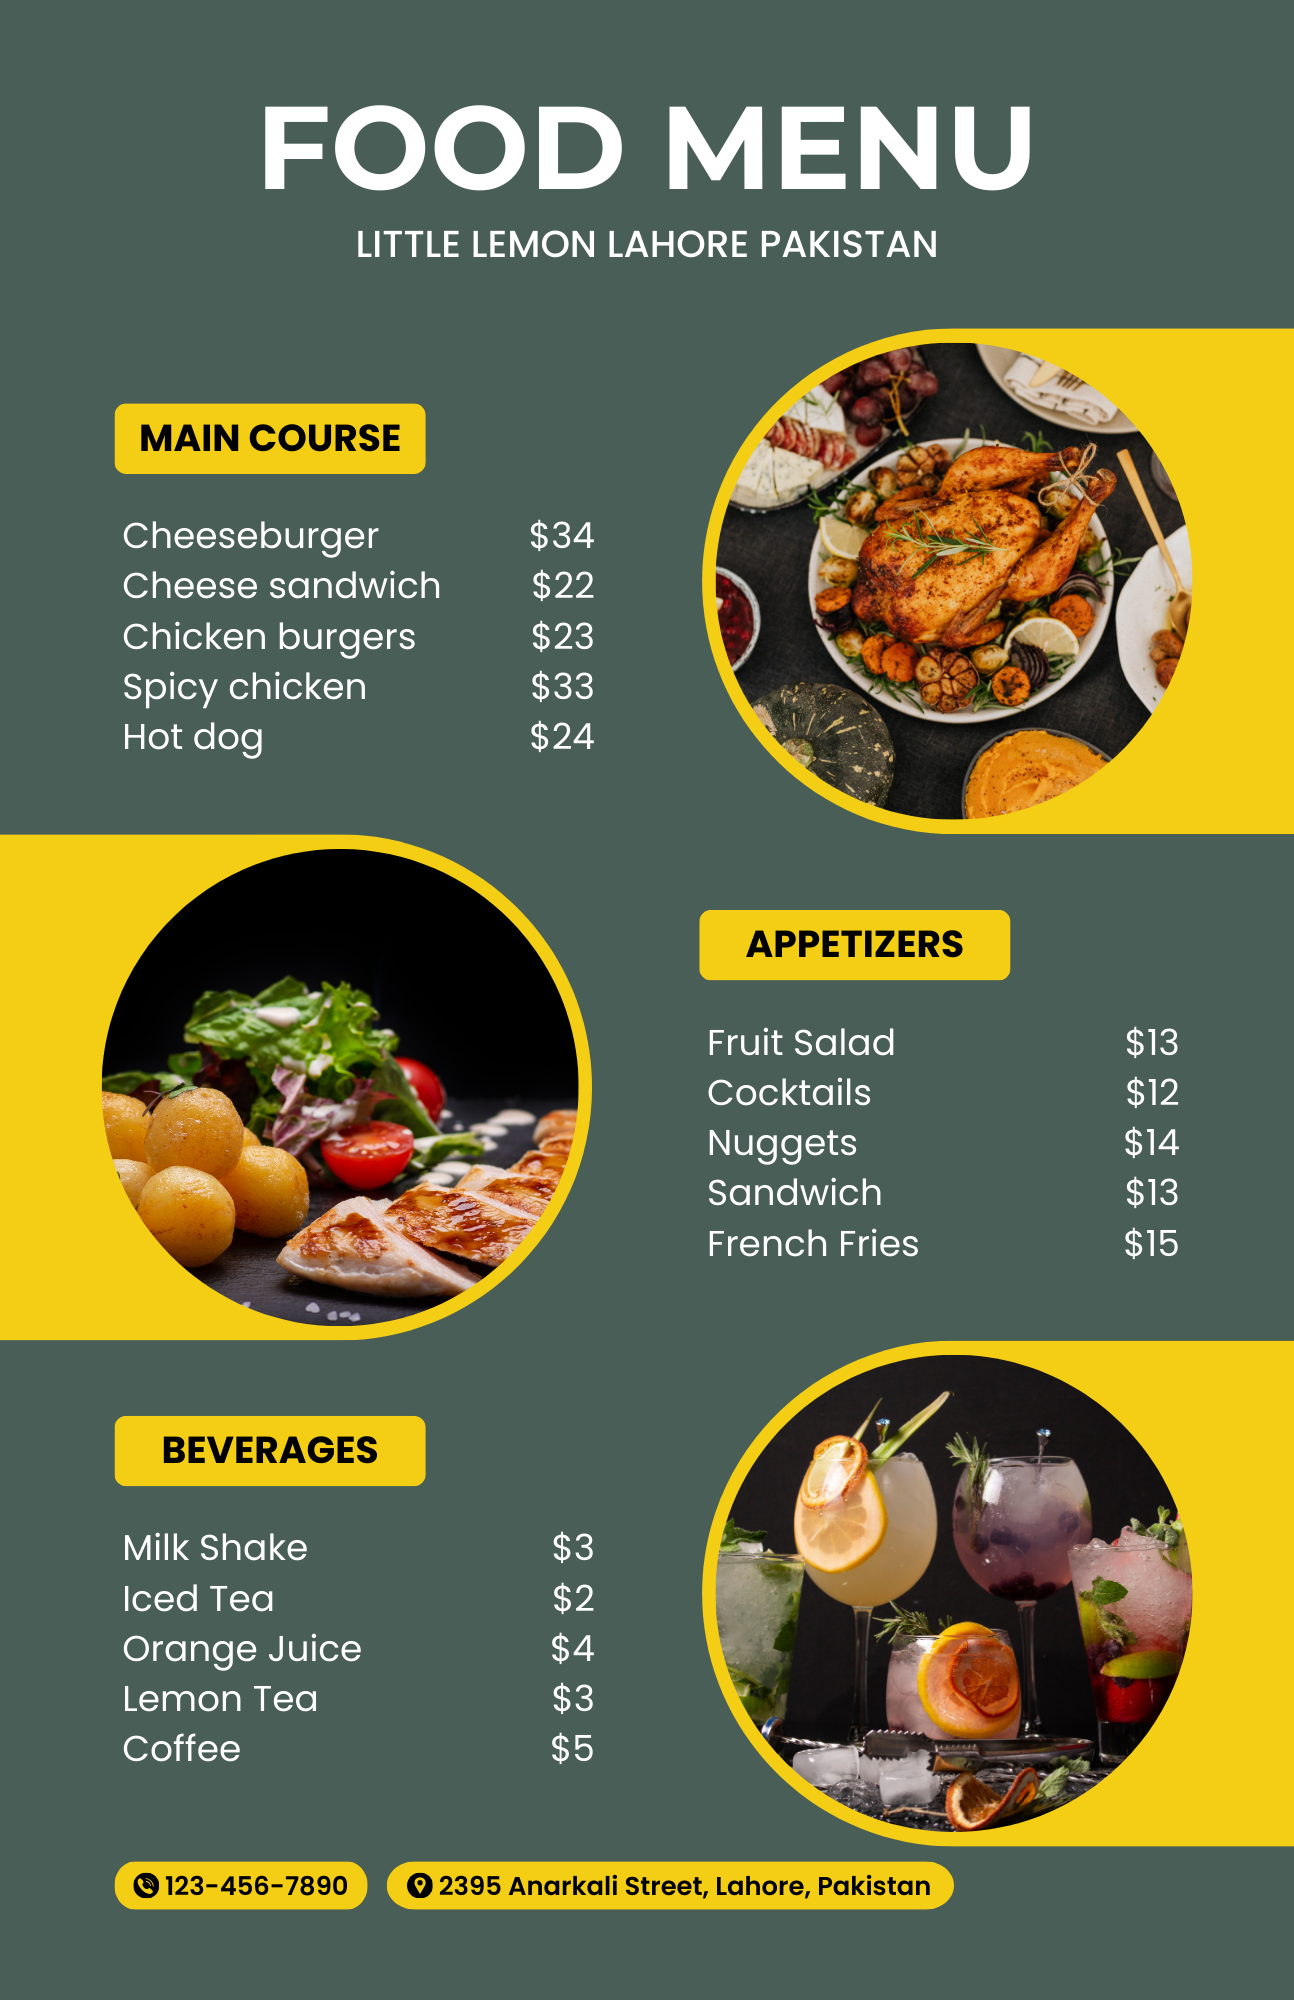 FOOD MENU
LITTLE LEMON LAHORE PAKISTAN
MAIN COURSE
Cheeseburger $34
Cheese sandwich $22
Chicken burgers $23
Spicy chicken $33
Hot dog $24
APPETIZERS
Fruit Salad $13
Cocktails $12
Nuggets $14
Sandwich $13
French Fries $15
BEVERAGES
Milk Shake $3
Iced Tea $2
Orange Juice $4
Lemon Tea $3
Coffee $5
123-456-7890 2395 Anarkali Street, Lahore, Pakistan